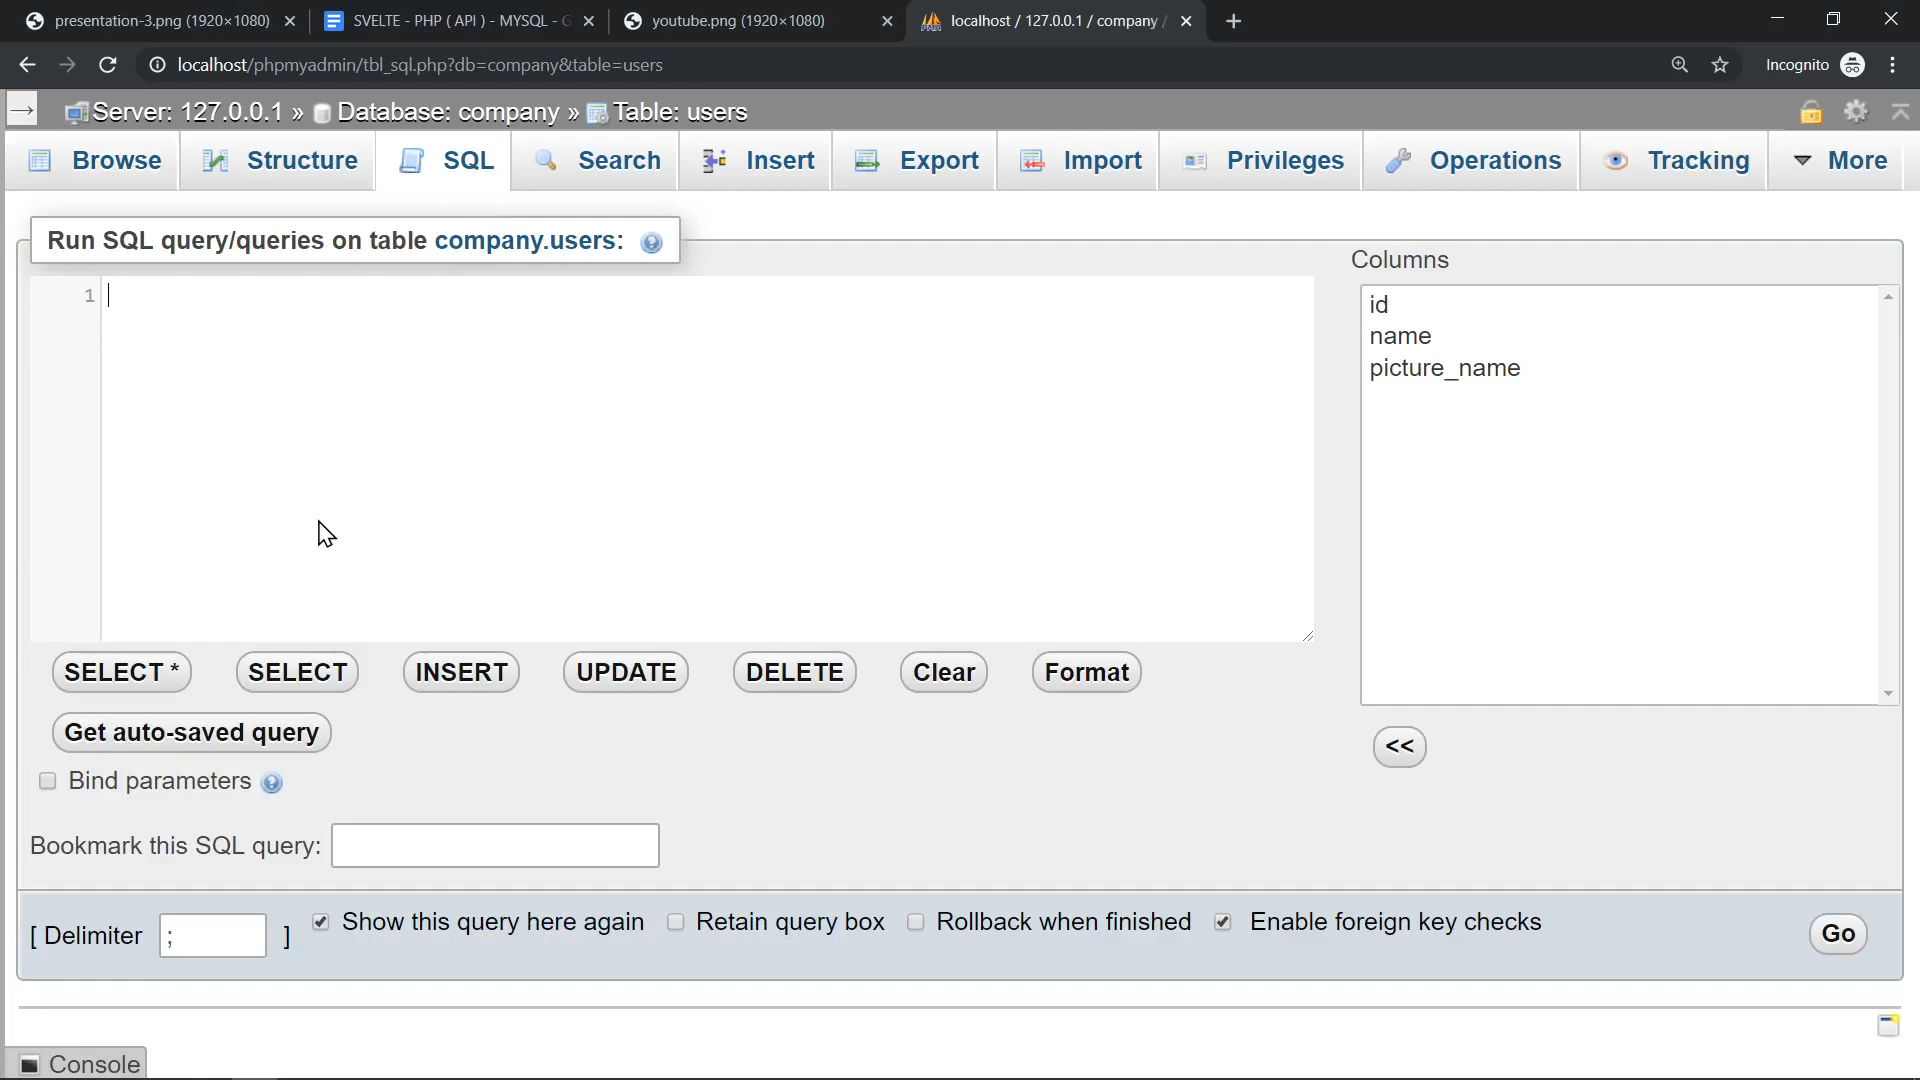 presentation-3.png (1920×1080)
SVELTE - PHP ( API ) - MYSQL - G
youtube.png (1920×1080)
localhost / 127.0.0.1 / company /
localhost/phpmyadmin/tbl_sql.php?db=company&table=users
Incognito
Server: 127.0.0.1 » Database: company » Table: users
Browse
Structure
SQL
Search
Insert
Export
Import
Privileges
Operations
Tracking
More
Run SQL query/queries on table company.users:
Columns
1
id
name
picture_name
SELECT *
SELECT
INSERT
UPDATE
DELETE
Clear
Format
Get auto-saved query
<<
Bind parameters
Bookmark this SQL query:
[ Delimiter ; ]
Show this query here again
Retain query box
Rollback when finished
Enable foreign key checks
Go
Console